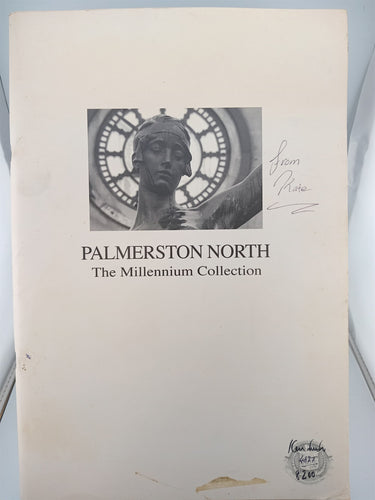 from
Kate
PALMERSTON NORTH
The Millennium Collection